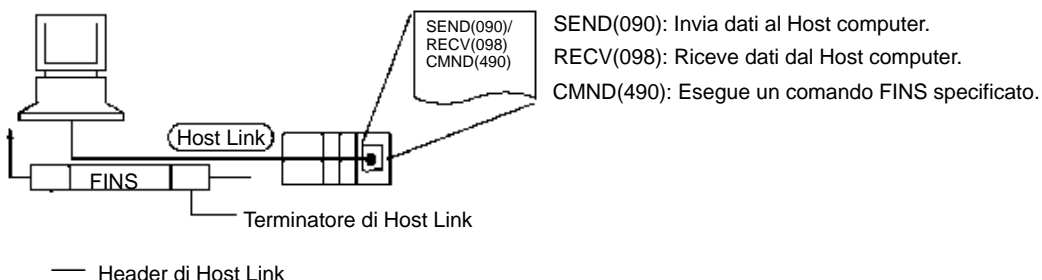 SEND(090)/
RECV(098)
CMND(490)
SEND(090): Invia dati al Host computer.
RECV(098): Riceve dati dal Host computer.
CMND(490): Esegue un comando FINS specificato.
Host Link
FINS
Terminatore di Host Link
Header di Host Link